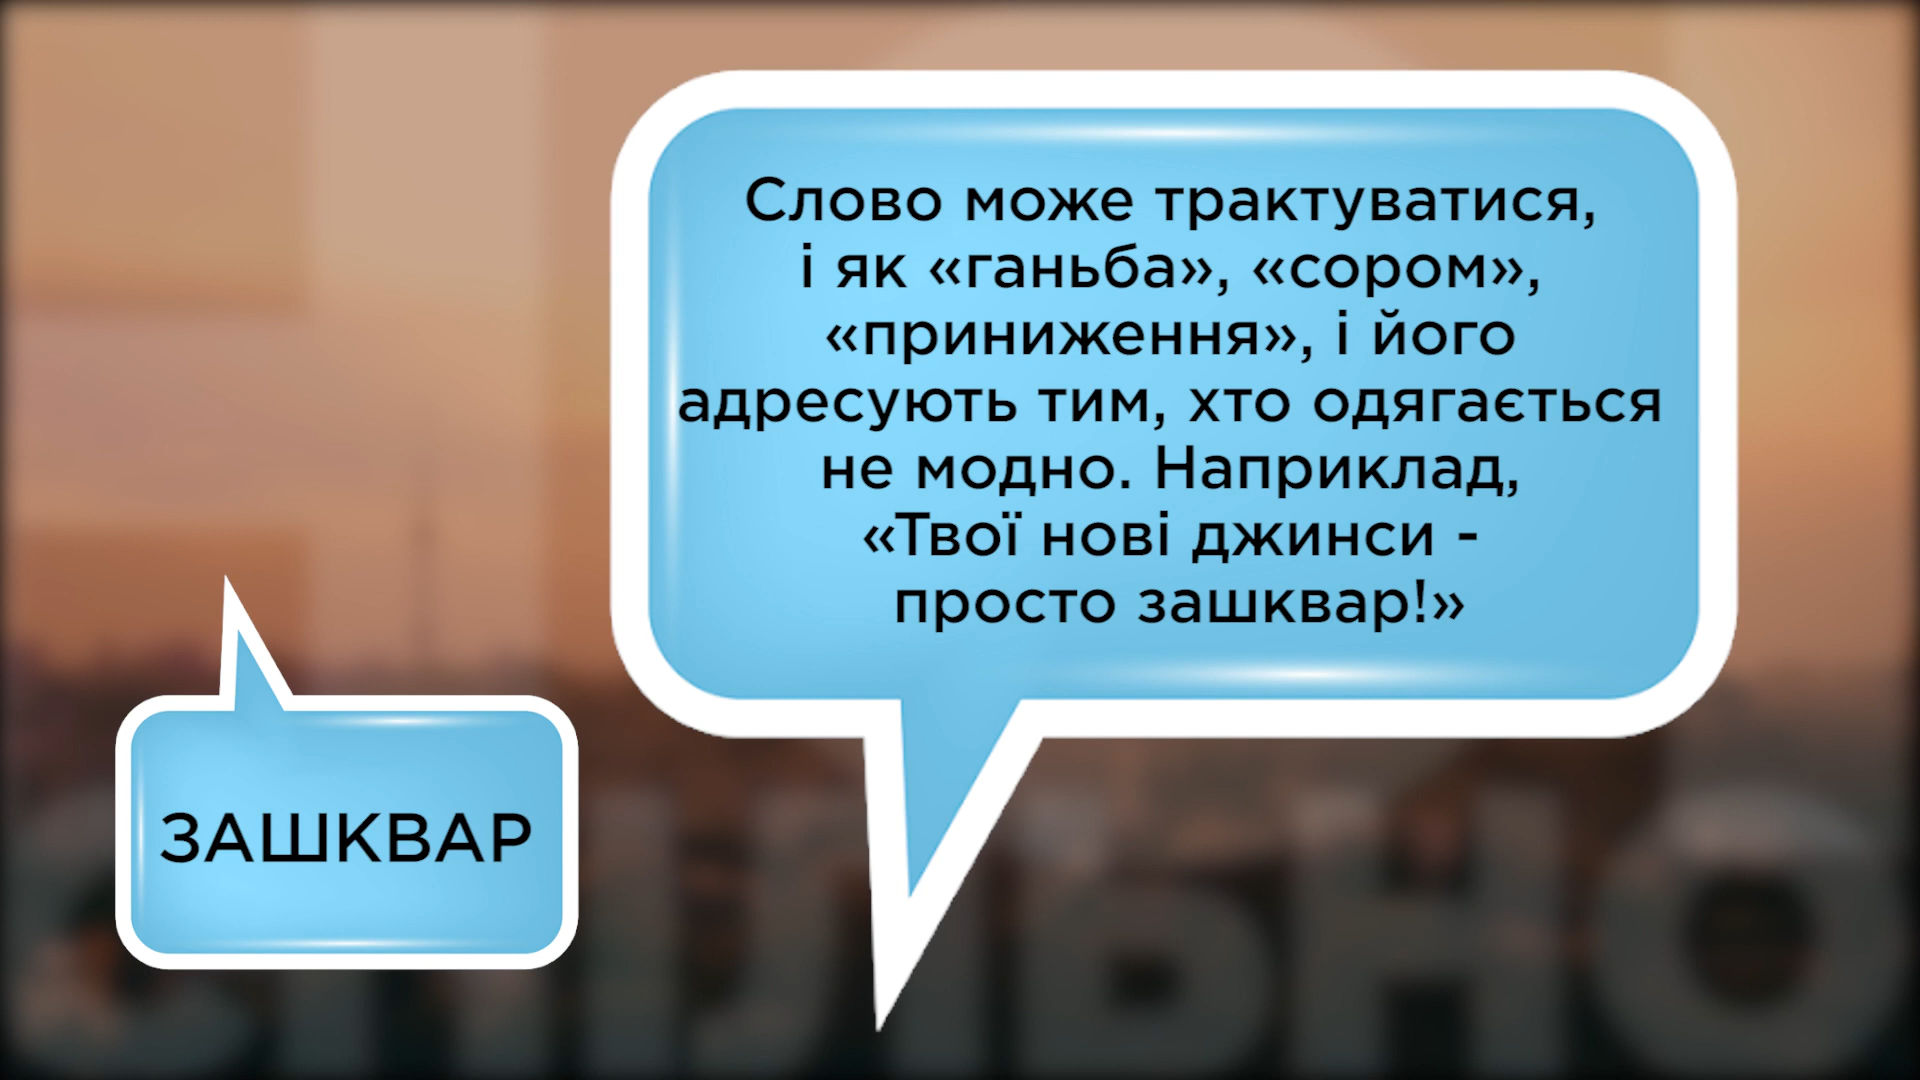 Слово може трактуватися,
і як «ганьба», «сором»,
«приниження», і його
адресують тим, хто одягається
не модно. Наприклад,
«Твої нові джинси -
просто зашквар!»
ЗАШКВАР